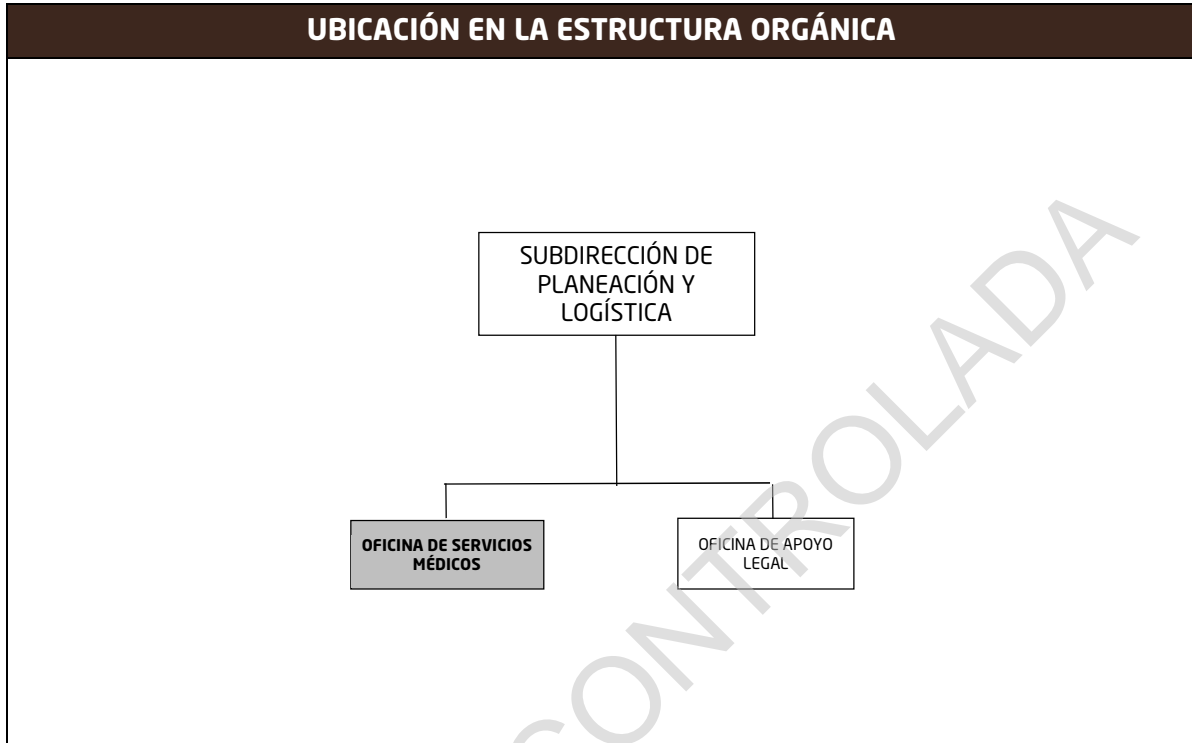 UBICACIÓN EN LA ESTRUCTURA ORGÁNICA
SUBDIRECCIÓN DE
PLANEACIÓN Y
LOGÍSTICA
OFICINA DE SERVICIOS
MÉDICOS
OFICINA DE APOYO
LEGAL
CONTROLADA